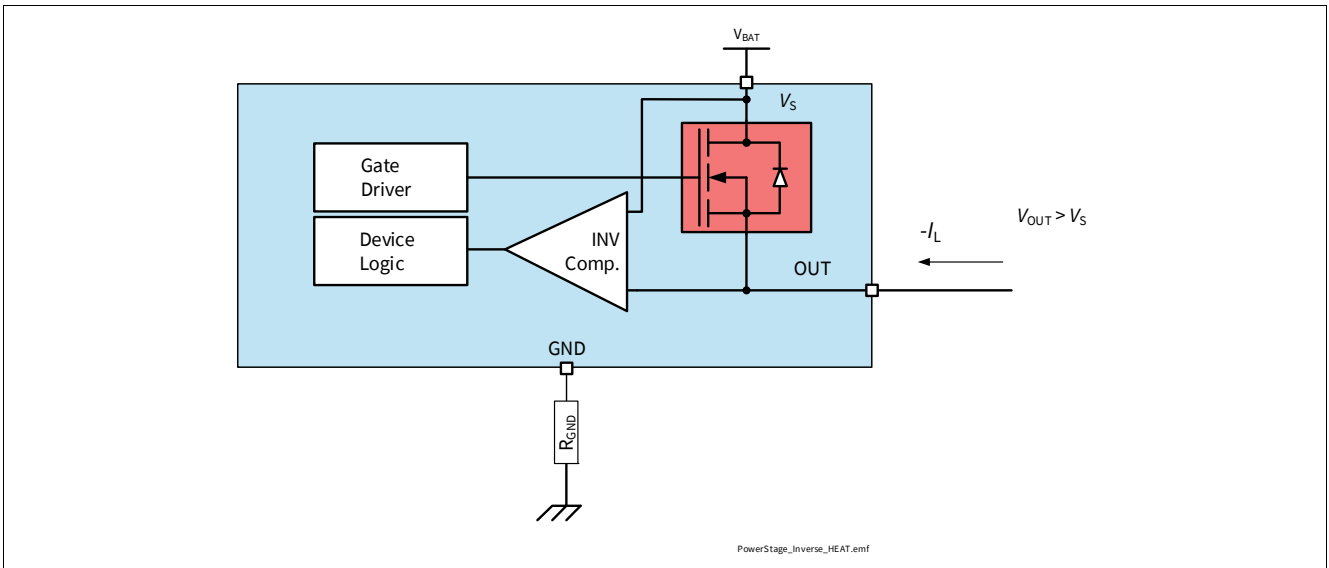 VBAT
VS
Gate
Driver
Device
Logic
INV
Comp.
OUT
-IL
VOUT > VS
GND
RGND
PowerStage_Inverse_HEAT.emf